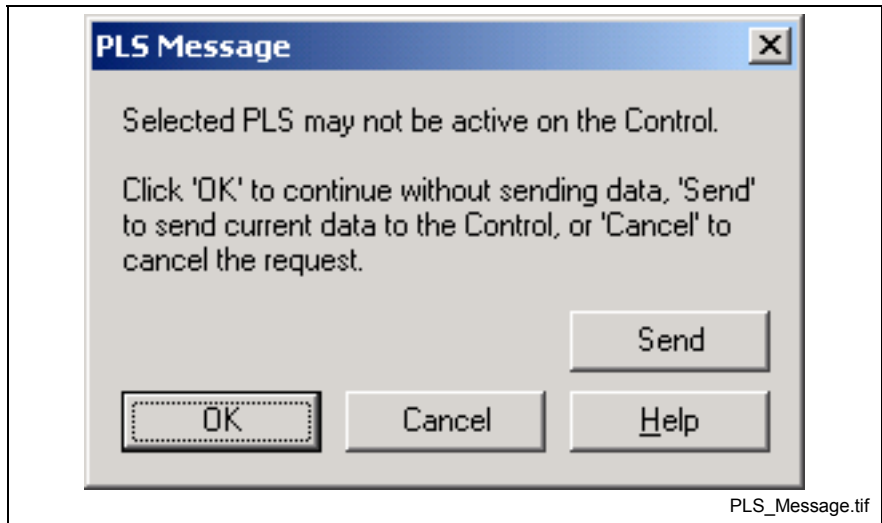 PLS Message
Selected PLS may not be active on the Control.
Click 'OK' to continue without sending data, 'Send'
to send current data to the Control, or 'Cancel' to
cancel the request.
Send
OK
Cancel
Help
PLS_Message.tif